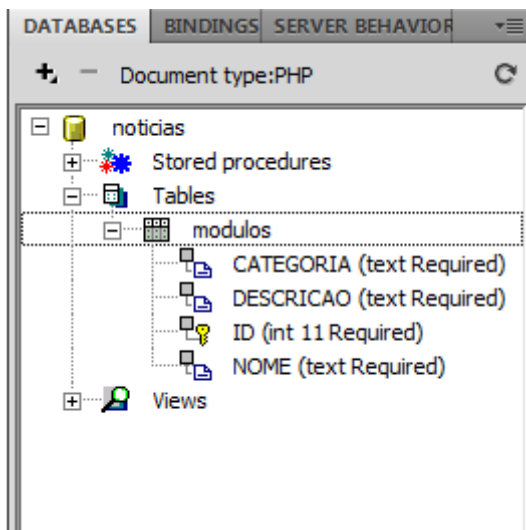 DATABASES BINDINGS SERVER BEHAVIOR
Document type:PHP
noticias
Stored procedures
Tables
modulos
CATEGORIA (text Required)
DESCRICAO (text Required)
ID (int 11 Required)
NOME (text Required)
Views